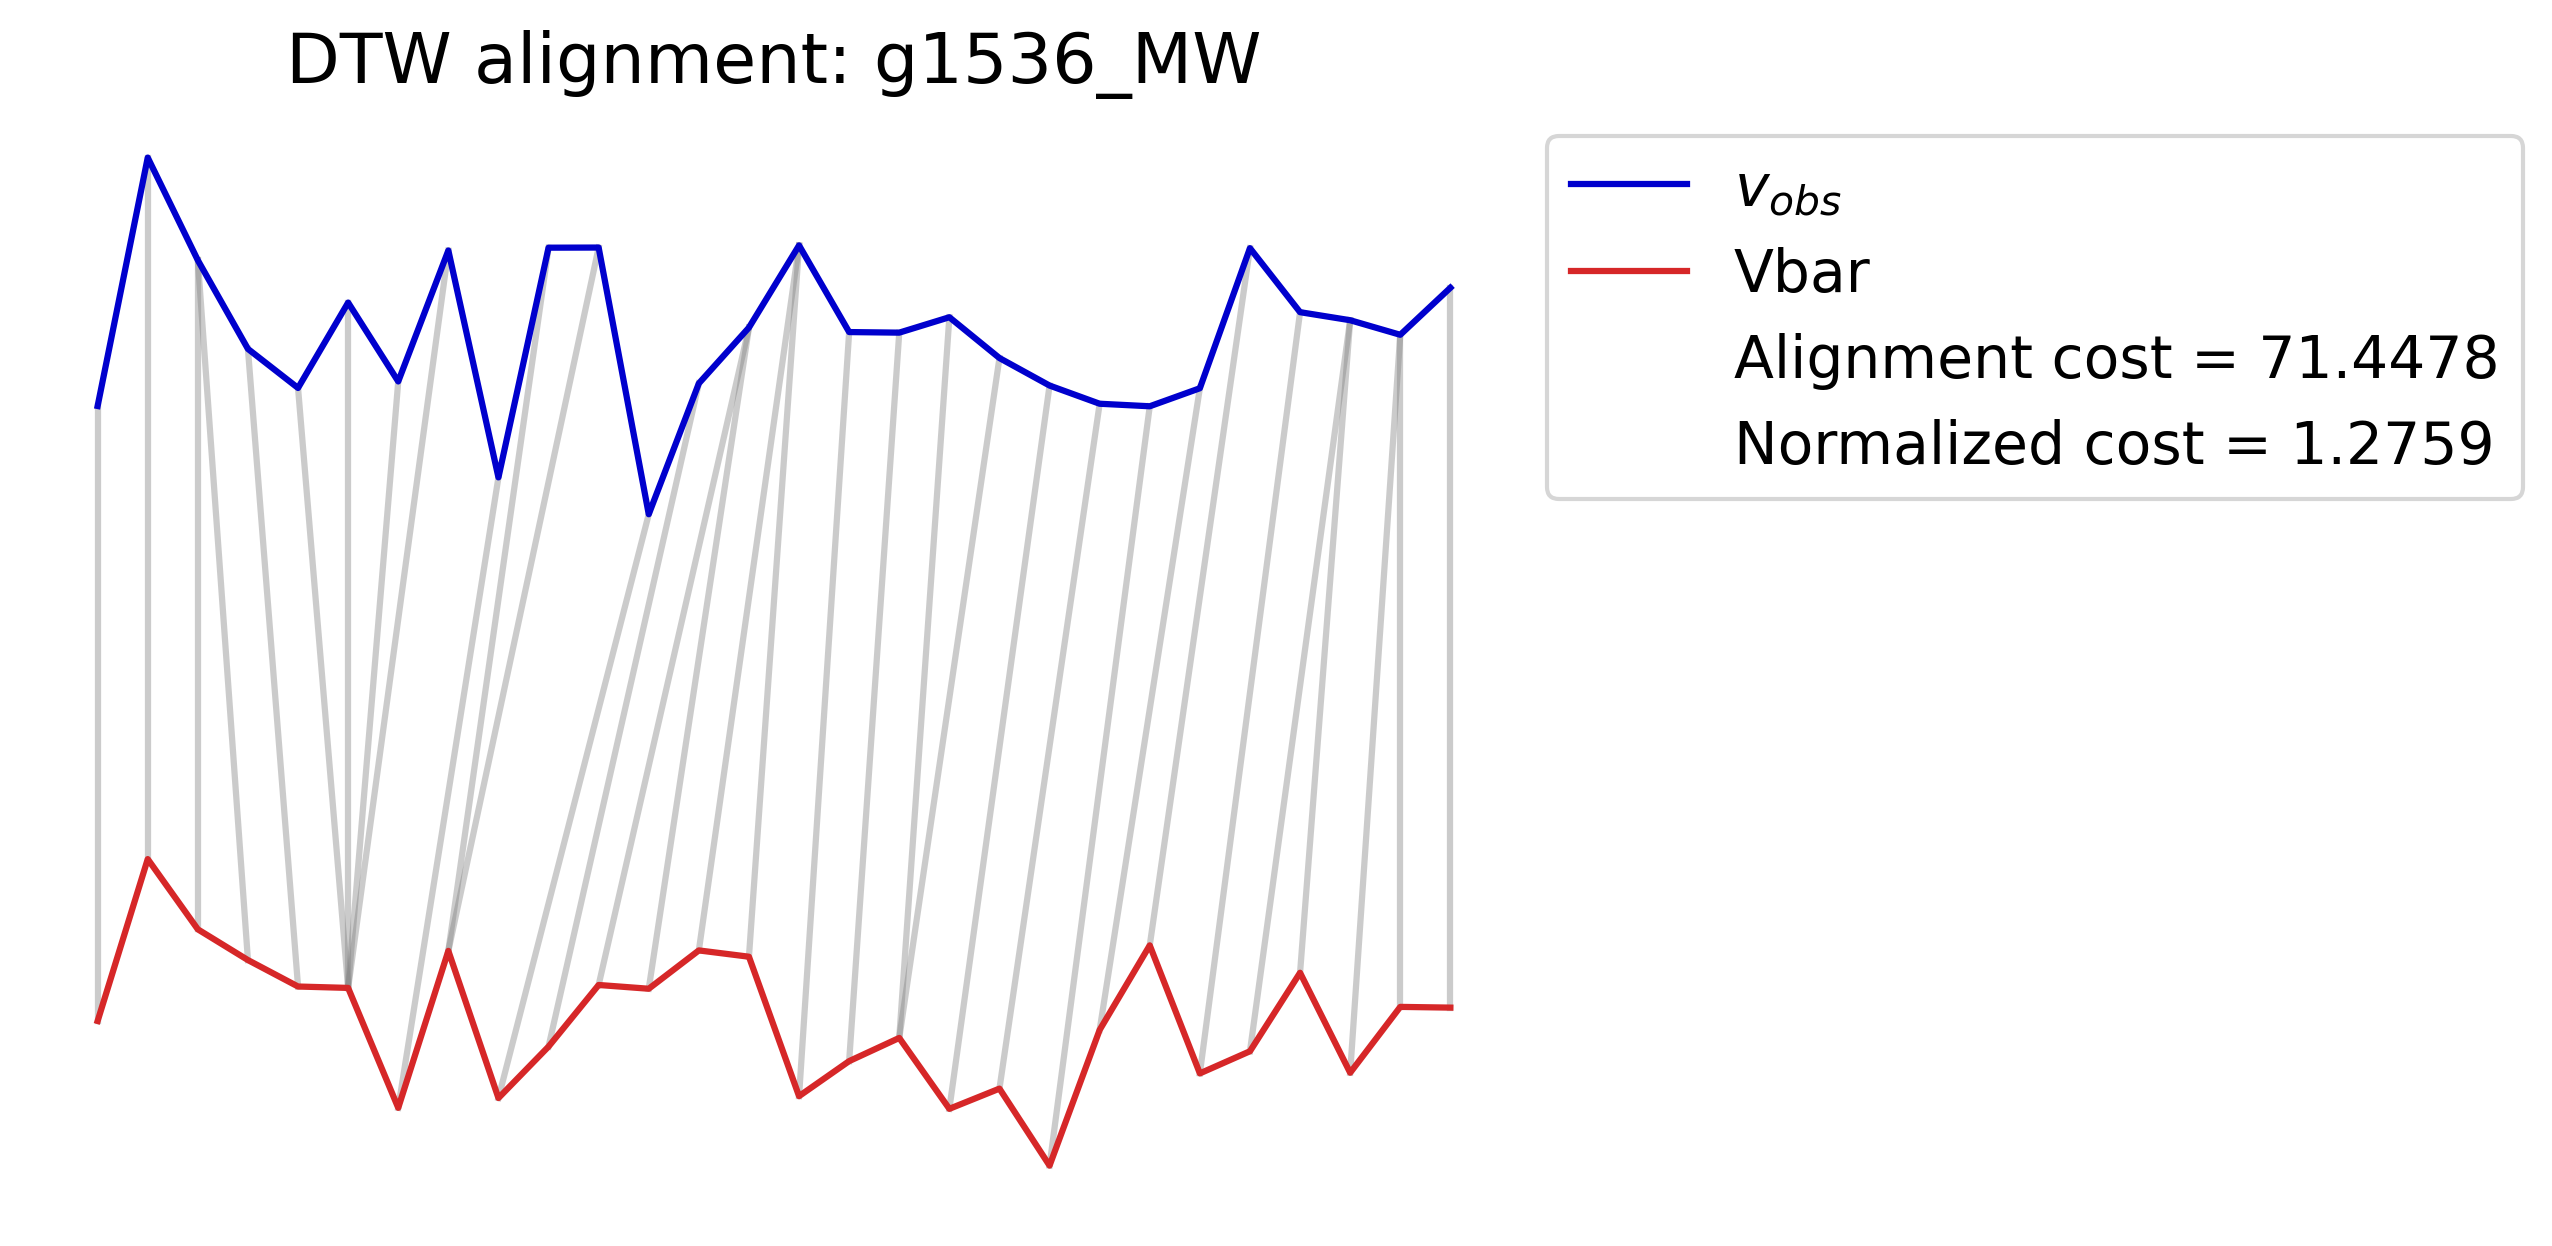 DTW alignment: g1536_MW
v_obs
Vbar
Alignment cost = 71.4478
Normalized cost = 1.2759